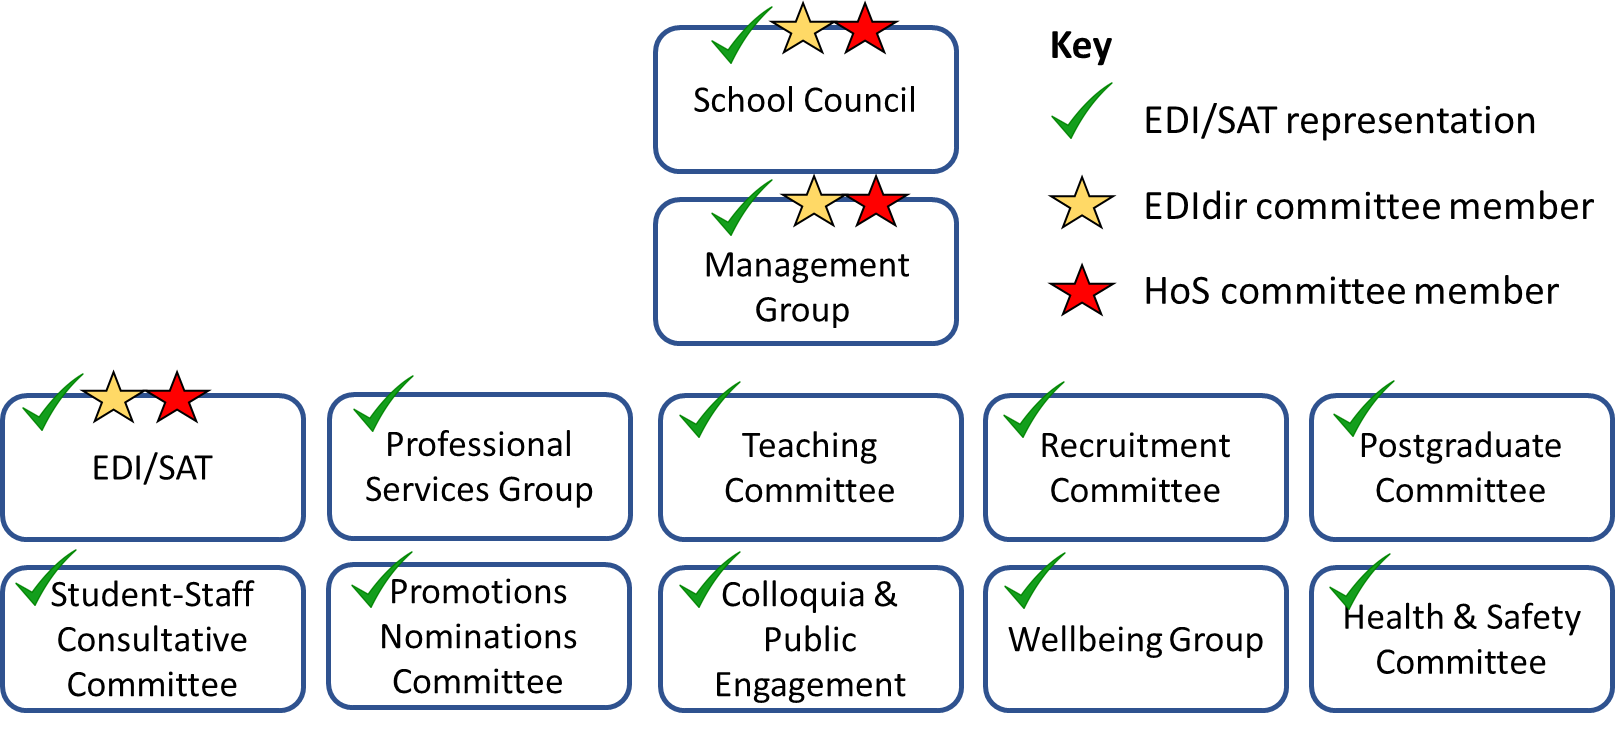 School Council
Management
Group
Key
EDI/SAT representation
EDIdir committee member
HoS committee member
EDI/SAT
Professional
Services Group
Teaching
Committee
Recruitment
Committee
Postgraduate
Committee
Student-Staff
Consultative
Committee
Promotions
Nominations
Committee
Colloquia &
Public
Engagement
Wellbeing Group
Health & Safety
Committee